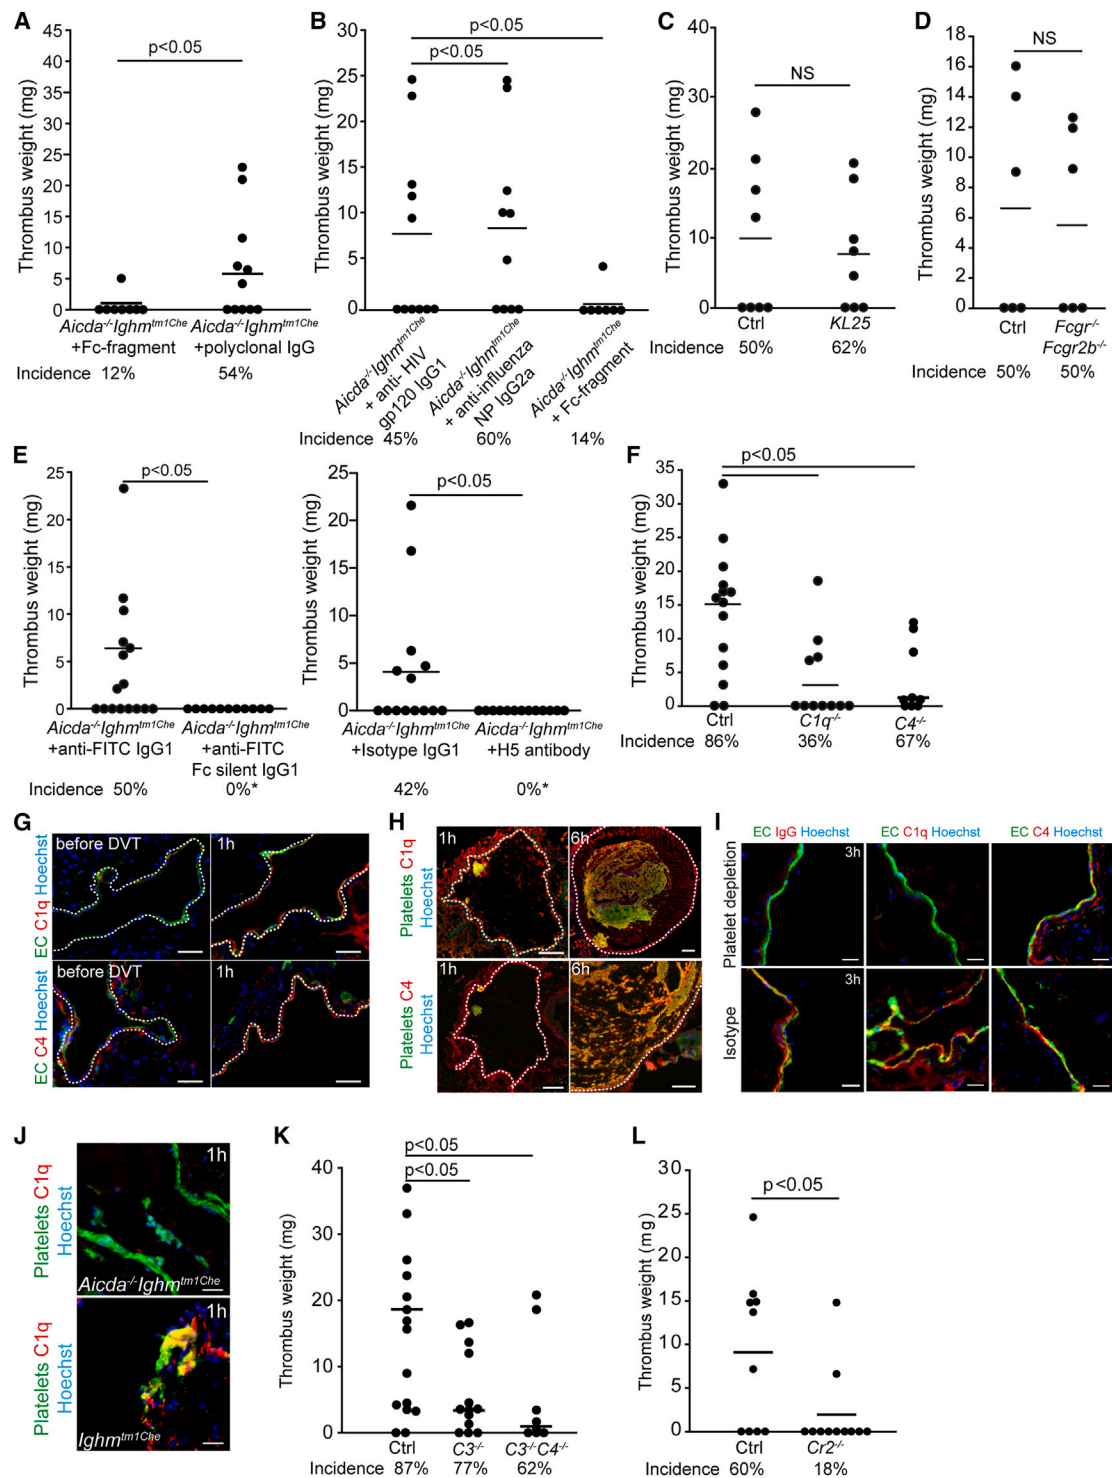 A
Thrombus weight (mg)
45
40
35
30
25
20
15
10
5
0
p<0.05
Aicda-/-Ighmtm1Che
+Fc-fragment
Aicda-/-Ighmtm1Che
+polyclonal IgG
Incidence 12% 54%
B
Thrombus weight (mg)
30
25
20
10
5
0
p<0.05
p<0.05
Aicda-/-Ighmtm1Che
+ anti- HIV
gp120 IgG1
Aicda-/-Ighmtm1Che
+ anti-influenza
NP IgG2a
Aicda-/-Ighmtm1Che
+ Fc-fragment
Incidence 45% 60% 14%
C
Thrombus weight (mg)
40
30
20
10
0
NS
Ctrl KL25
Incidence 50% 62%
D
Thrombus weight (mg)
18
16
14
12
10
8
6
4
2
0
NS
Ctrl Fcgr-/-
Fcgr2b-/-
50% 50%
E
Thrombus weight (mg)
25
20
15
10
5
0
p<0.05
Aicda-/-Ighmtm1Che
+anti-FITC IgG1
Aicda-/-Ighmtm1Che
+anti-FITC
Fc silent IgG1
Incidence 50% 0%*
Thrombus weight (mg)
25
20
15
10
5
0
p<0.05
Aicda-/-Ighmtm1Che
+Isotype IgG1
Aicda-/-Ighmtm1Che
+H5 antibody
42% 0%*
F
Thrombus weight (mg)
35
30
25
20
15
10
5
0
p<0.05
Ctrl C1q-/- C4-/-
Incidence 86% 36% 67%
G
EC C1q Hoechst
before DVT
1h
EC C4 Hoechst
before DVT
1h
H
Platelets C1q
Hoechst
1h
6h
Platelets C4
Hoechst
1h
6h
I
EC IgG Hoechst
EC C1q Hoechst
EC C4 Hoechst
Platelet depletion
3h
Isotype
3h
J
Platelets C1q
Hoechst
1h
Aicda-/-Ighmtm1Che
Platelets C1q
Hoechst
1h
Ighmtm1Che
K
Thrombus weight (mg)
40
30
20
10
0
p<0.05
p<0.05
Ctrl C3-/- C3-/-C4-/-
Incidence 87% 77% 62%
L
Thrombus weight (mg)
30
25
20
15
10
5
0
p<0.05
Ctrl Cr2-/-
Incidence 60% 18%